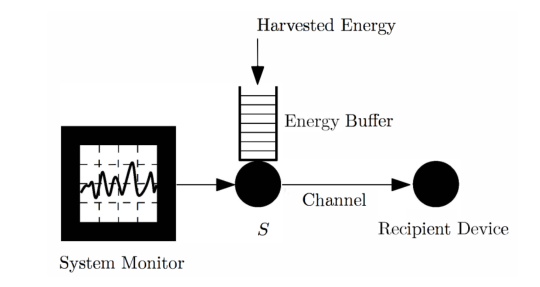 Harvested Energy
Energy Buffer
Channel
S
Recipient Device
System Monitor